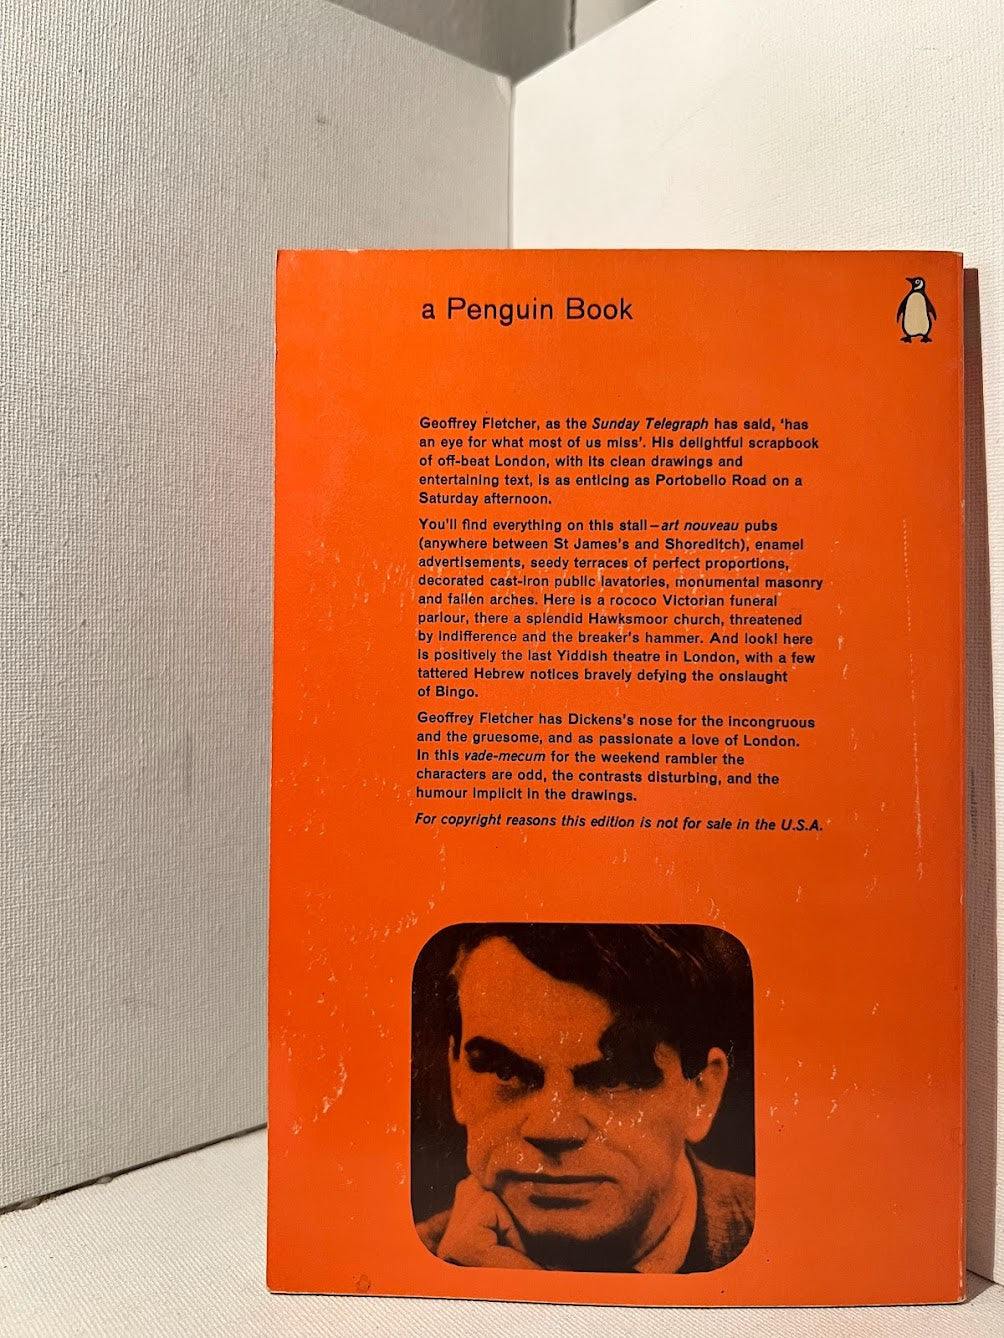 a Penguin Book
Geoffrey Fletcher, as the Sunday Telegraph has said, ‘has
an eye for what most of us miss’. His delightful scrapbook
of off-beat London, with its clean drawings and
entertaining text, is as enticing as Portobello Road on a
Saturday afternoon.
You'll find everything on this stall – art nouveau pubs
(anywhere between St James's and Shoreditch), enamel
advertisements, seedy terraces of perfect proportions,
decorated cast-iron public lavatories, monumental masonry
and fallen arches. Here is a rococo Victorian funeral
parlour, there a splendid Hawksmoor church, threatened
by indifference and the breaker's hammer. And look! here
is positively the last Yiddish theatre in London, with a few
tattered Hebrew notices bravely defying the onslaught
of Bingo.
Geoffrey Fletcher has Dickens's nose for the incongruous
and the gruesome, and as passionate a love of London.
In this vade-mecum for the weekend rambler the
characters are odd, the contrasts disturbing, and the
humour implicit in the drawings.
For copyright reasons this edition is not for sale in the U.S.A.